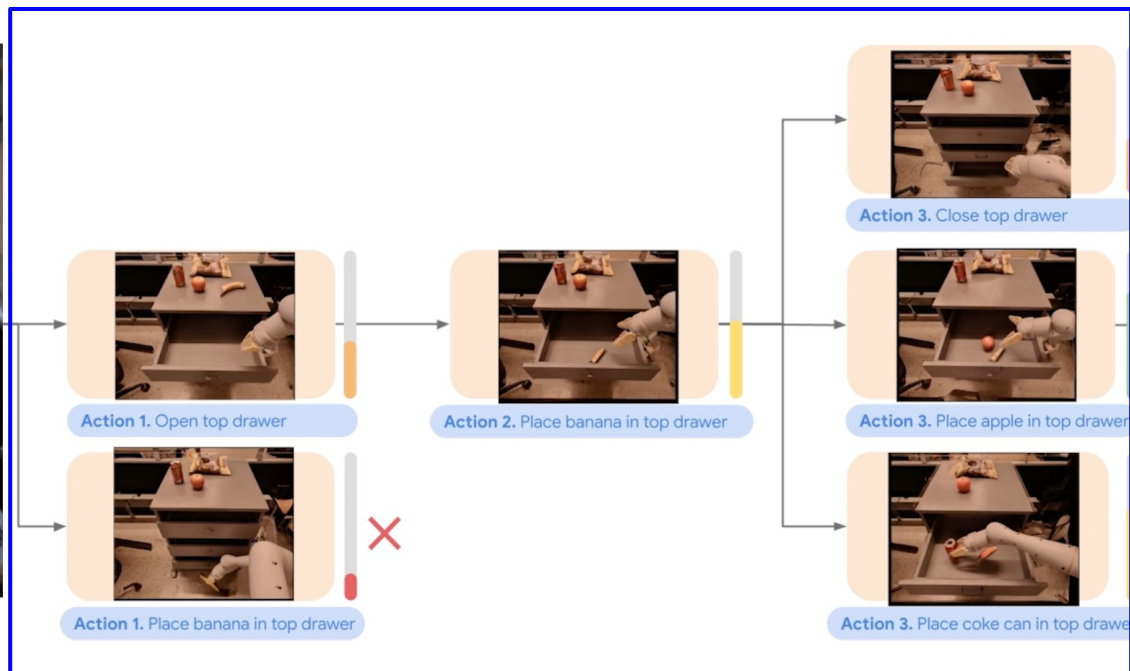 Action 3. Close top drawer
Action 1. Open top drawer
Action 2. Place banana in top drawer
Action 3. Place apple in top drawer
Action 1. Place banana in top drawer
Action 3. Place coke can in top drawe